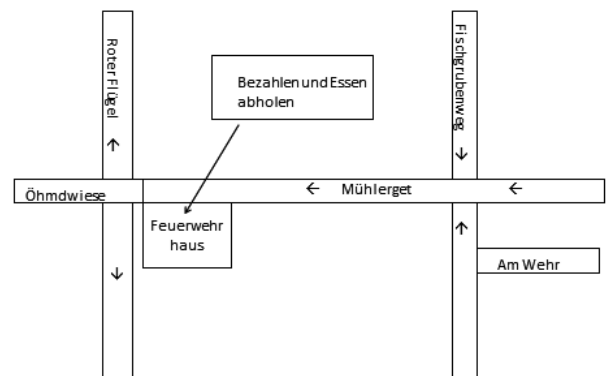 Roter Flügel
Fischgrubenweg
Bezahlen und Essen
abholen
Öhmdwiese
Mühlerget
Feuerwehr
haus
Am Wehr